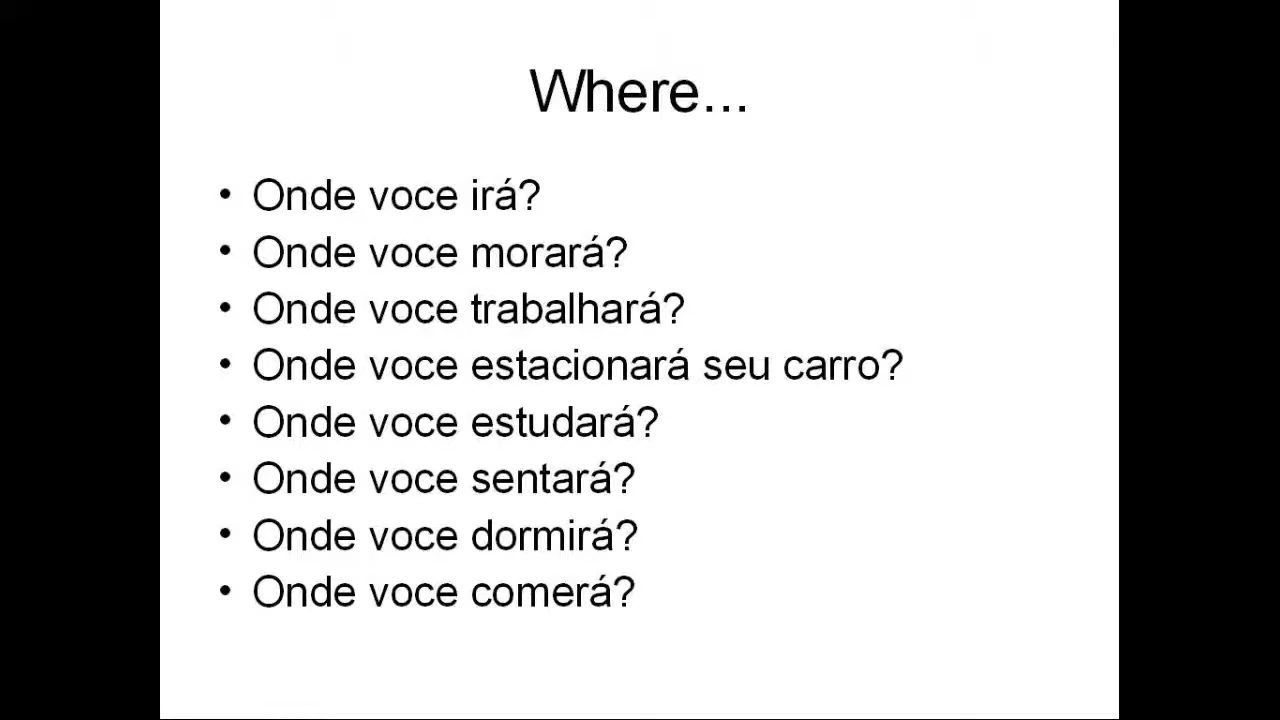 Where...
• Onde voce irá?
• Onde voce morará?
• Onde voce trabalhará?
• Onde voce estacionará seu carro?
• Onde voce estudará?
• Onde voce sentará?
• Onde voce dormirá?
• Onde voce comerá?